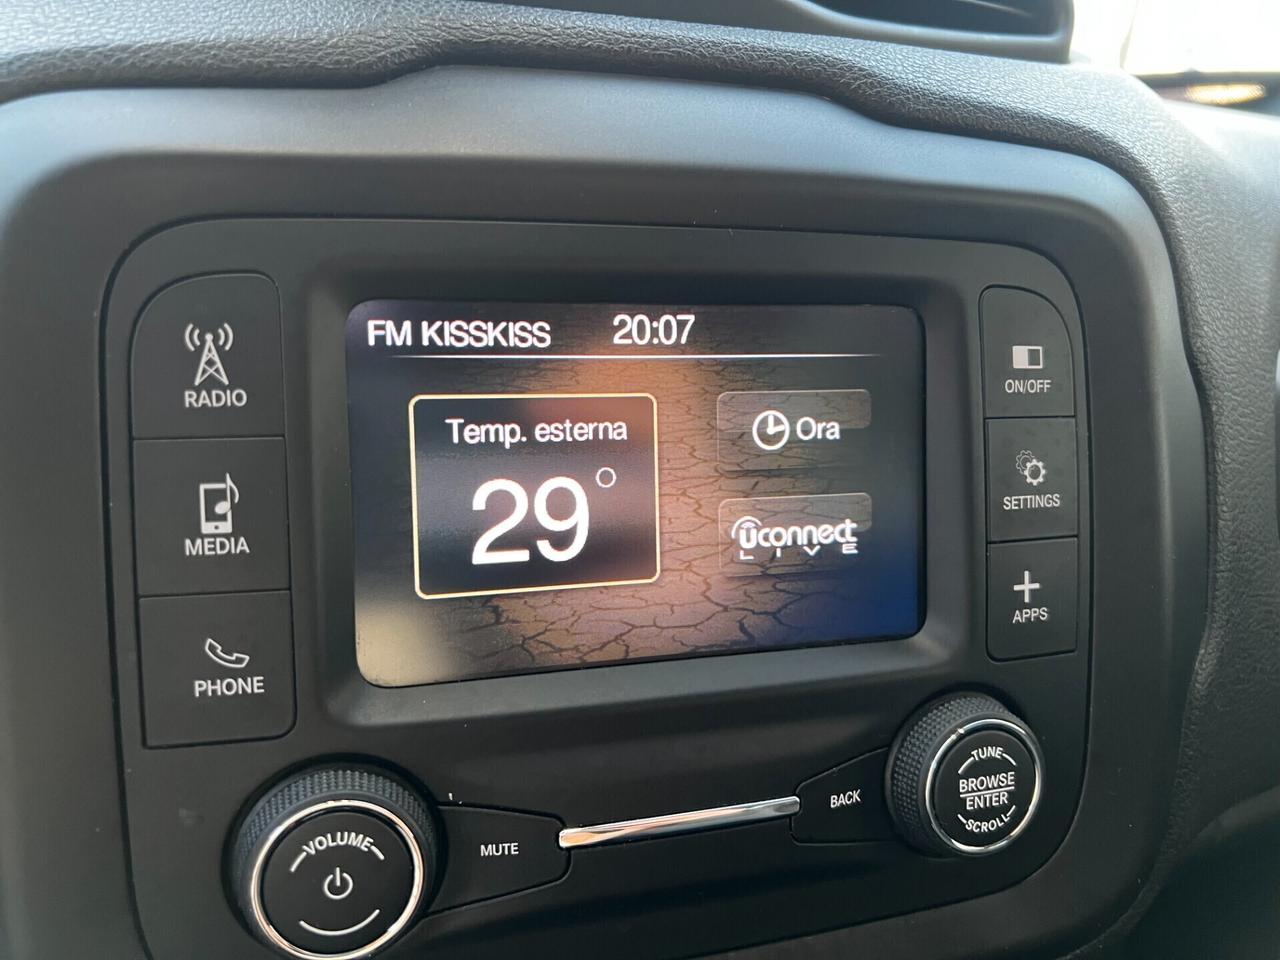 FM KISSKISS 20:07
Temp. esterna
29°
Ora
uconnect
LIVE
RADIO
MEDIA
PHONE
ON/OFF
SETTINGS
APPS
VOLUME
MUTE
BACK
TUNE
BROWSE
ENTER
SCROLL